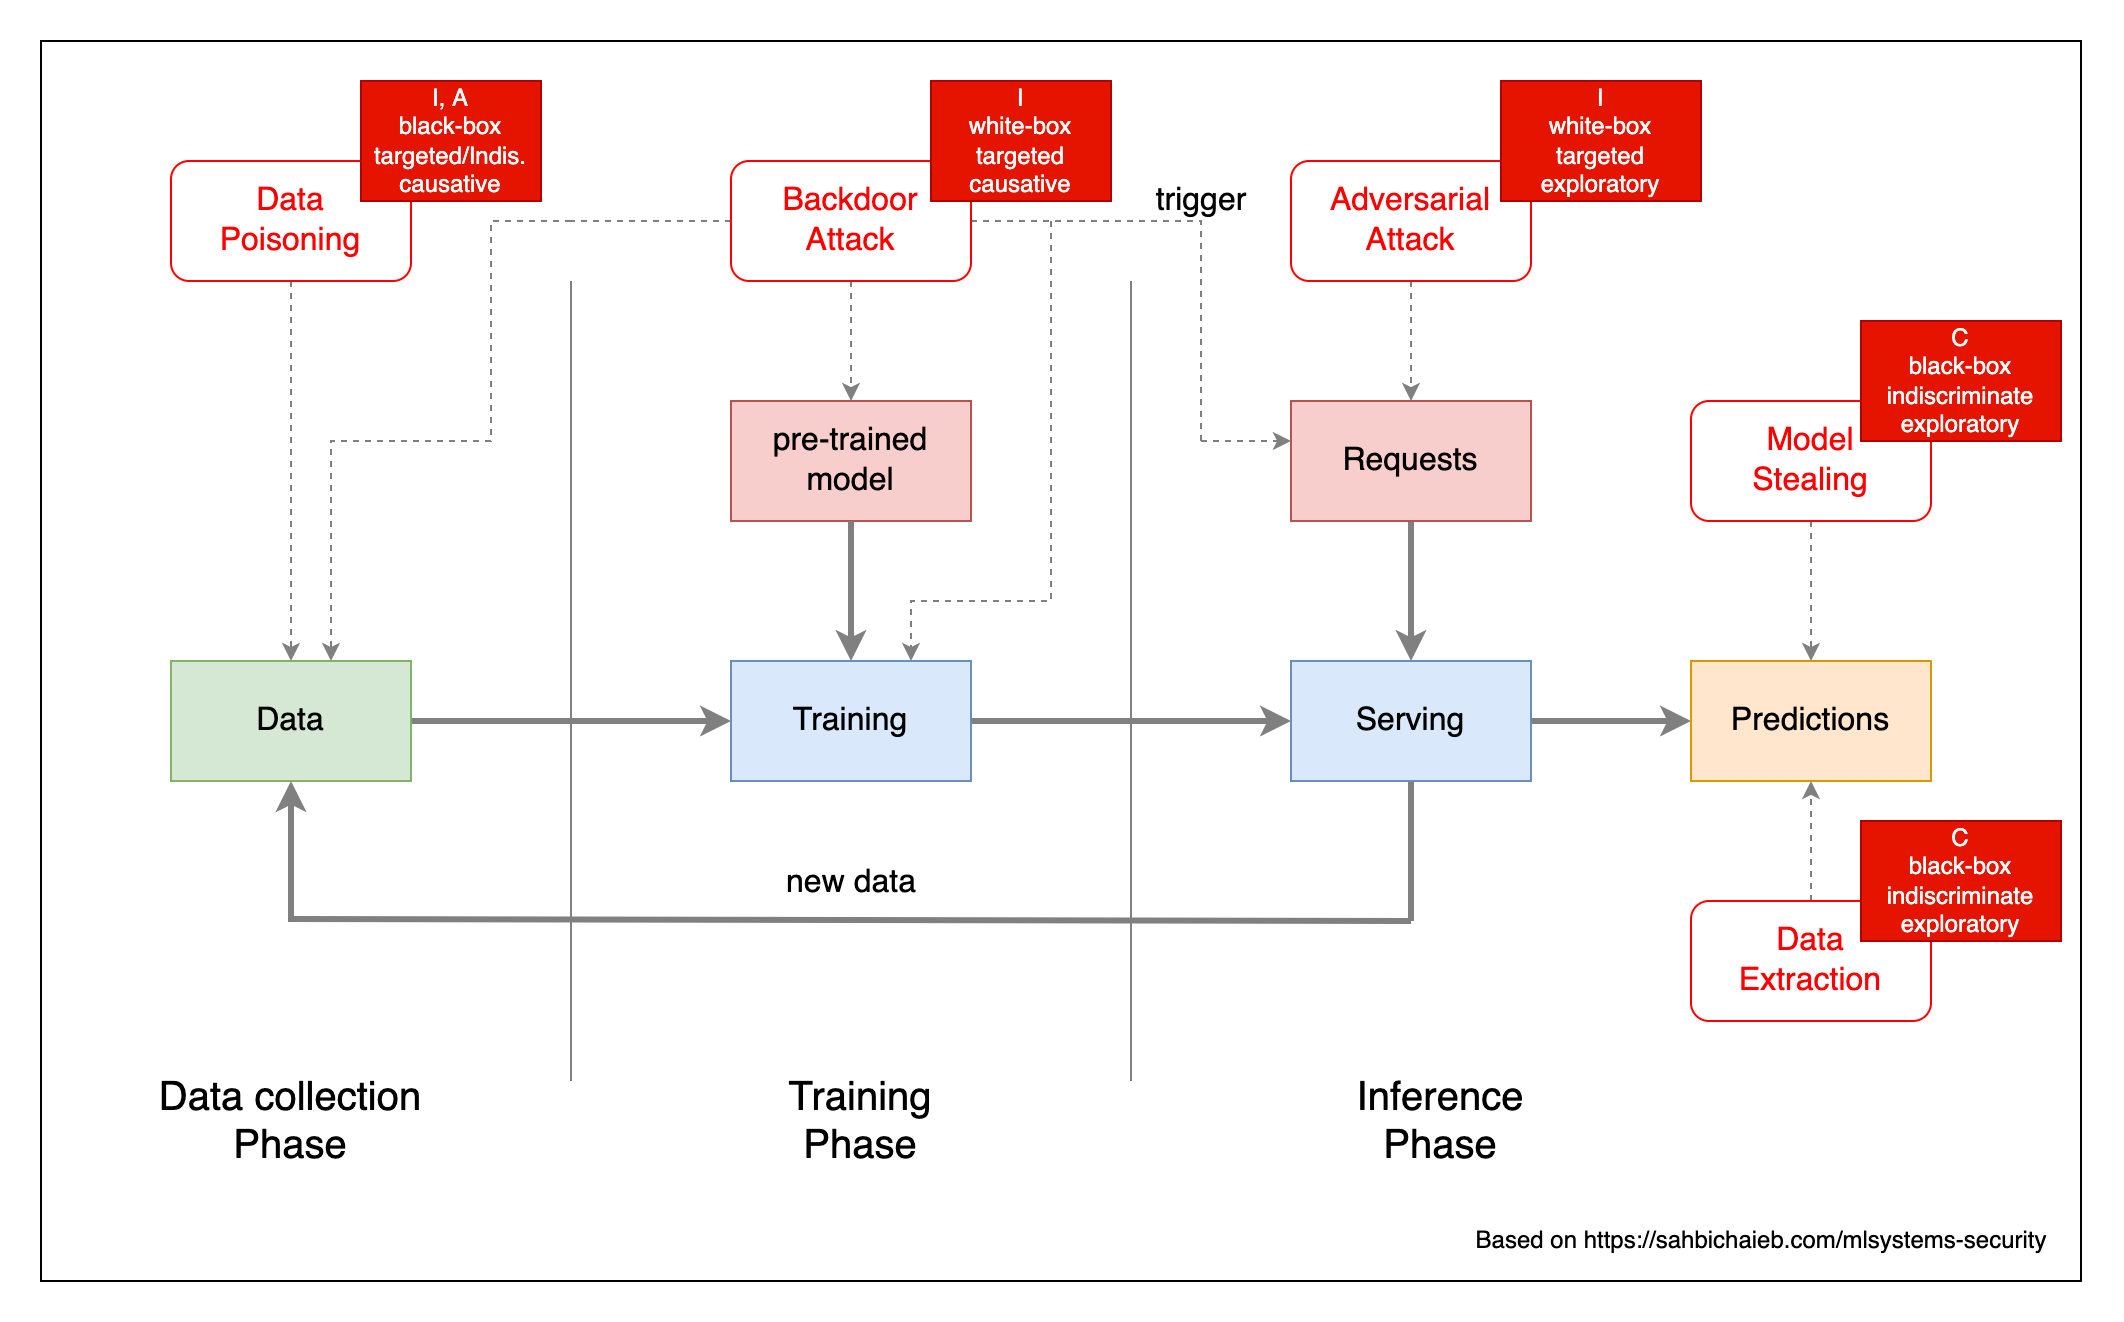 I, A
black-box
targeted/Indis.
causative
Data
Poisoning
I
white-box
targeted
causative
Backdoor
Attack
trigger
I
white-box
targeted
exploratory
Adversarial
Attack
C
black-box
indiscriminate
exploratory
Model
Stealing
pre-trained
model
Requests
Data
Training
Serving
Predictions
new data
C
black-box
indiscriminate
exploratory
Data
Extraction
Data collection
Phase
Training
Phase
Inference
Phase
Based on https://sahbichaieb.com/mlsystems-security